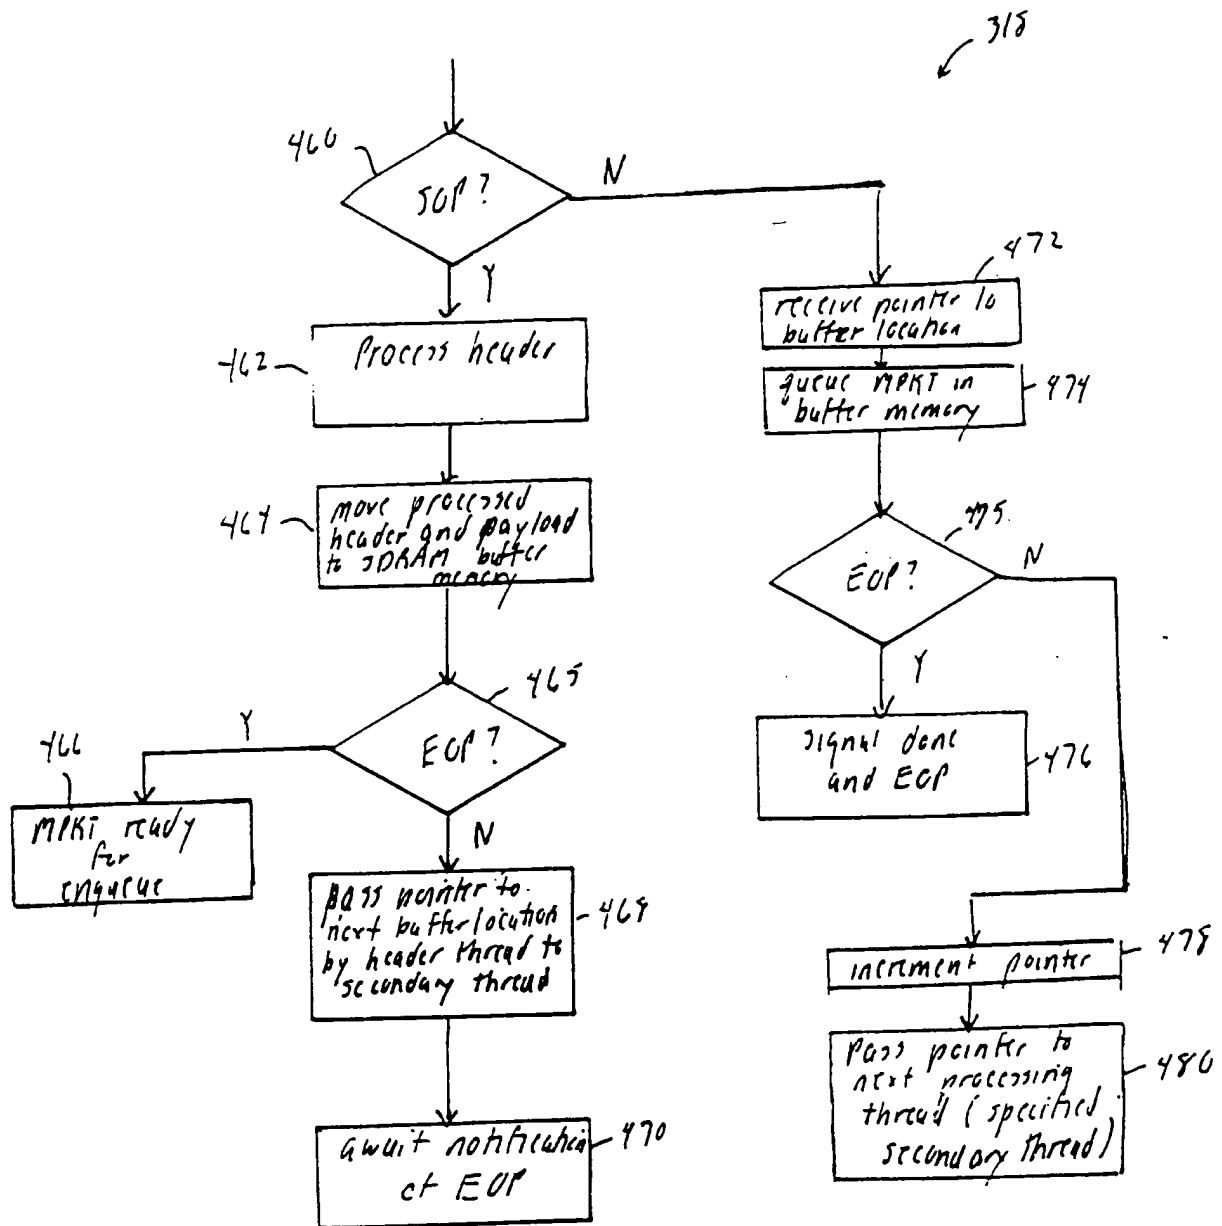 318
460
SOP?
N
Y
462
Process header
464
move processed
header and payload
to SDRAM buffer
memory
465
EOP?
Y
466
MPKT ready
for
enqueue
N
pass pointer to
next buffer location
by header thread to
secondary thread
468
await notification
of EOP
470
472
receive pointer to
buffer location
queue MPKT in
buffer memory
474
475
EOP?
N
Y
signal done
and EOP
476
increment pointer
478
Pass pointer to
next processing
thread (specified
secondary thread)
480